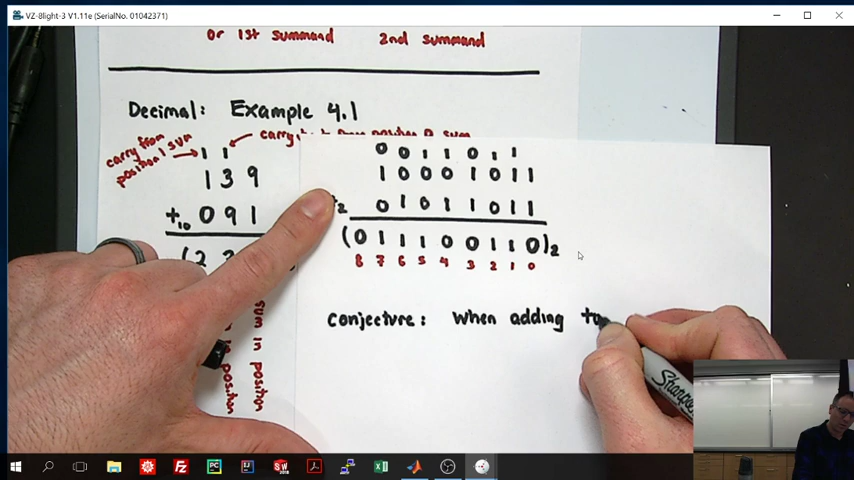 VZ-8light-3 V1.11e (SerialNo. 01042371)
or 1st summand 2nd summand
Decimal: Example 4.1
carry from
position 1 sum
1 1
1 3 9
+10 0 9 1
(2
0 0 1 1 0 1 1
1 0 0 0 1 0 1 1
2 0 1 0 1 1 0 1 1
(0 1 1 1 0 0 1 1 0)2
8 7 6 5 4 3 2 1 0
Conjecture: When adding
sum in position
Sharpie